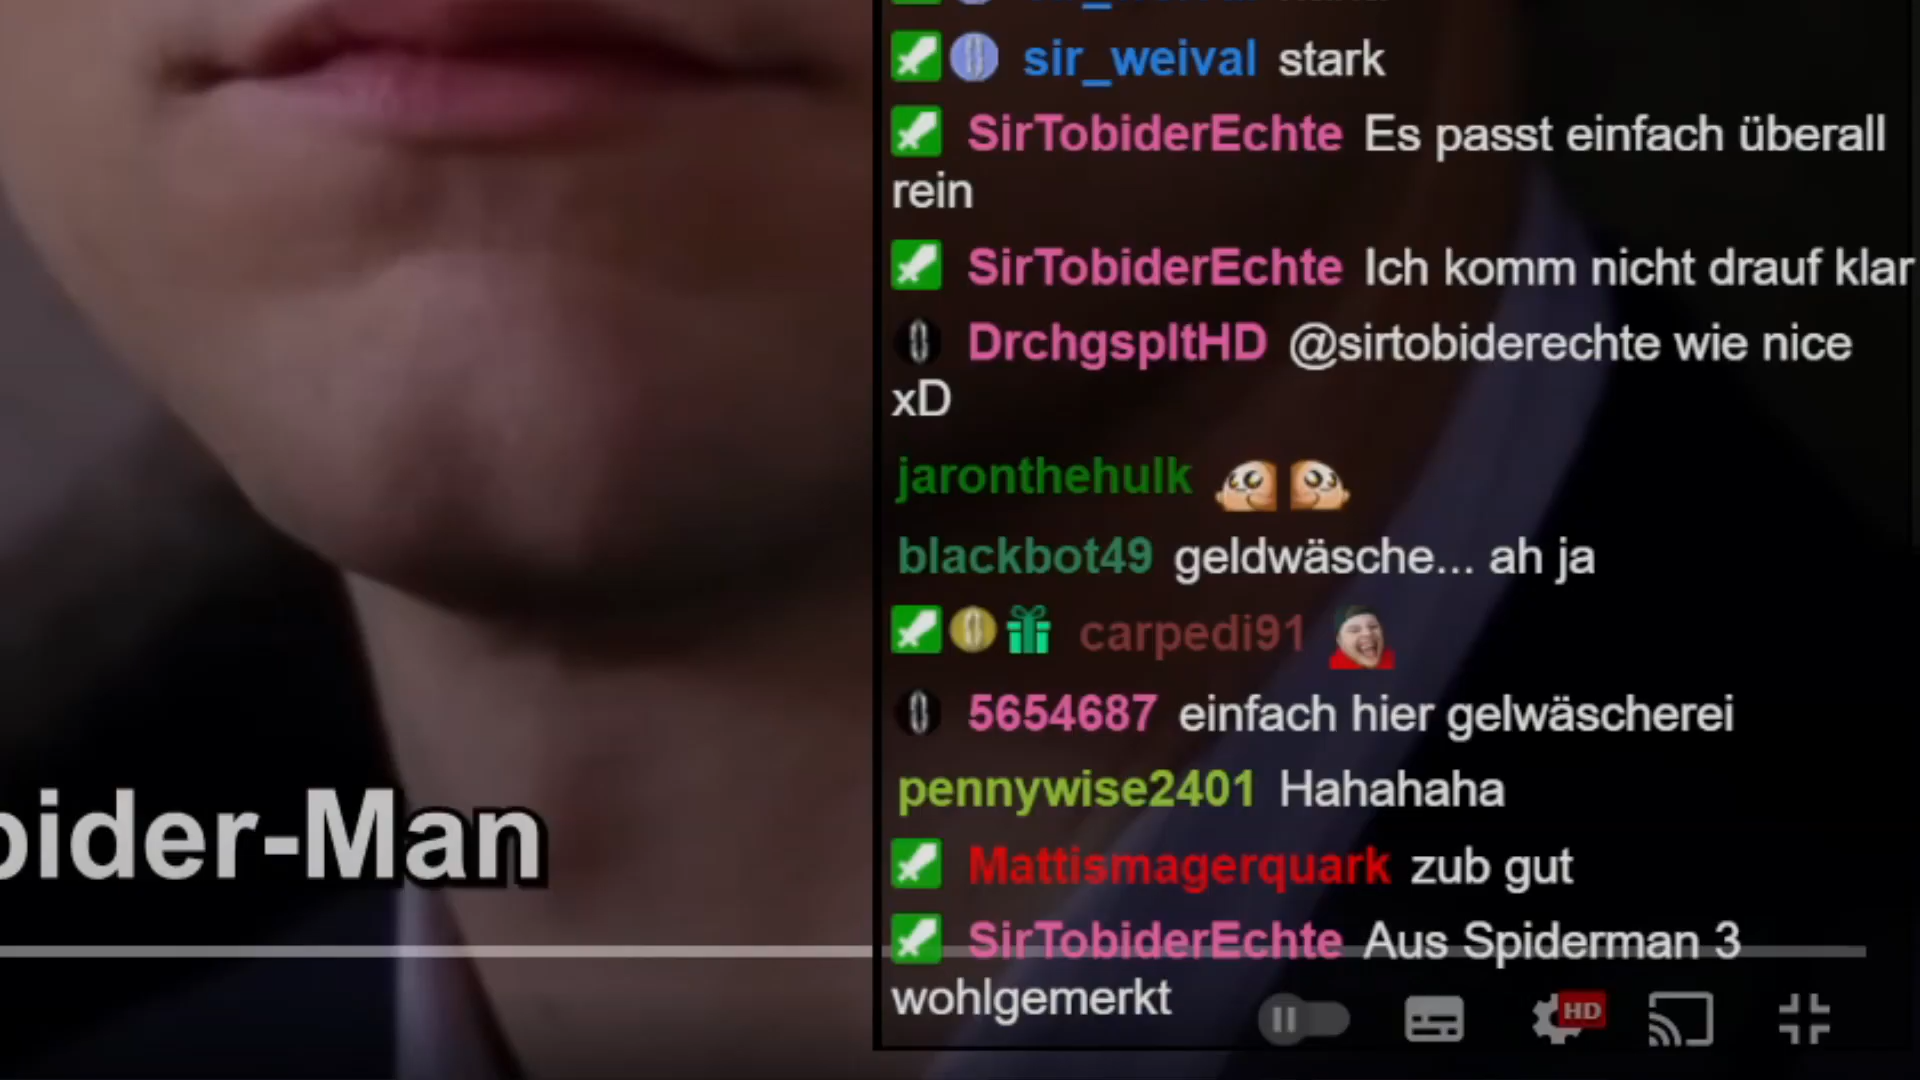 sir_weival stark
SirTobiderEchte Es passt einfach überall
rein
SirTobiderEchte Ich komm nicht drauf klar
DrchgspltHD @sirtobiderechte wie nice
xD
jaronthehulk
blackbot49 geldwäsche... ah ja
carpedi91
5654687 einfach hier gelwäscherei
pennywise2401 Hahahaha
Mattismagerquark zub gut
SirTobiderEchte Aus Spiderman 3
wohlgemerkt
pider-Man
HD